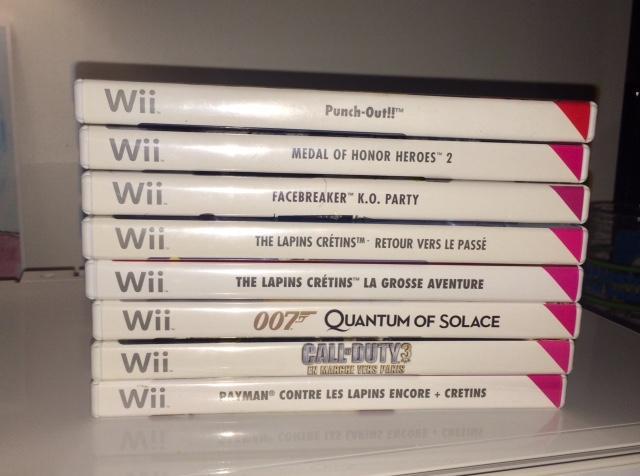 Wii Punch-Out!!™
Wii MEDAL OF HONOR HEROES™ 2
Wii FACEBREAKER™ K.O. PARTY
Wii THE LAPINS CRÉTINS™ - RETOUR VERS LE PASSÉ
Wii THE LAPINS CRÉTINS™ LA GROSSE AVENTURE
Wii 007 QUANTUM OF SOLACE
Wii CALL OF DUTY 3
EN MARCHE VERS PARIS
Wii RAYMAN® CONTRE LES LAPINS ENCORE + CRETINS